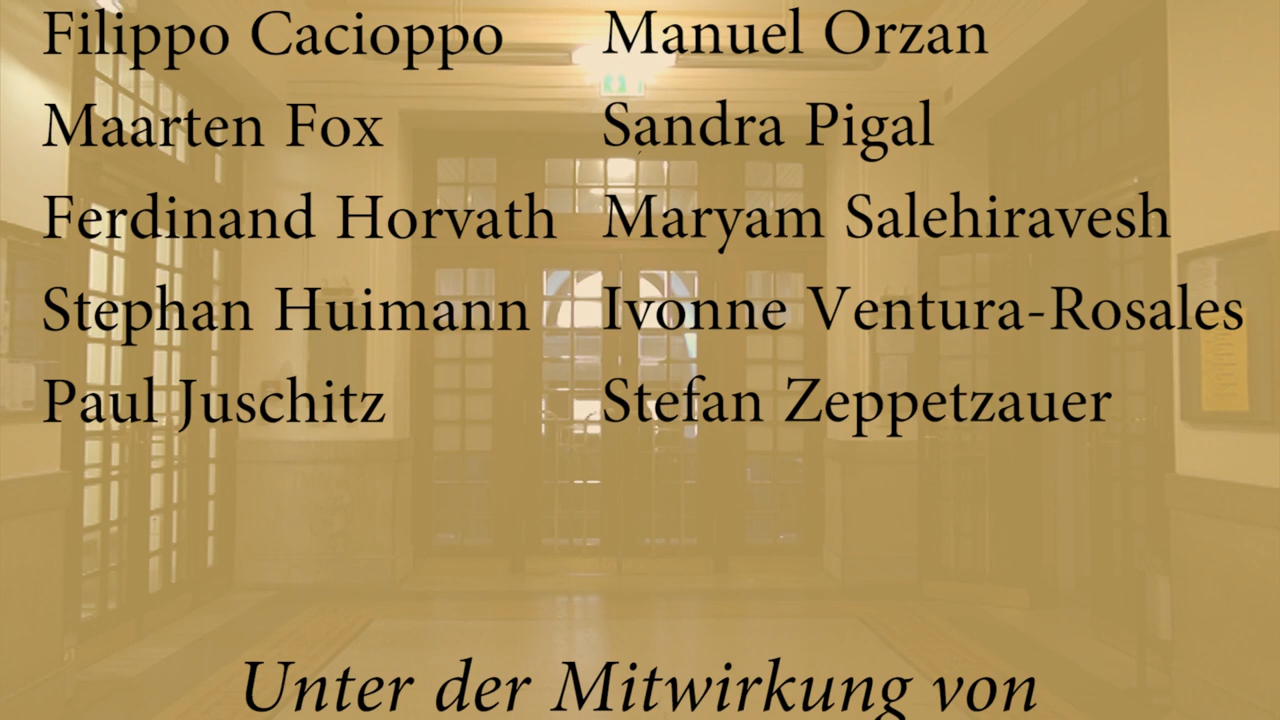 Filippo Cacioppo
Maarten Fox
Ferdinand Horvath
Stephan Huimann
Paul Juschitz
Manuel Orzan
Sandra Pigal
Maryam Salehiravesh
Ivonne Ventura-Rosales
Stefan Zeppetzauer
Unter der Mitwirkung von